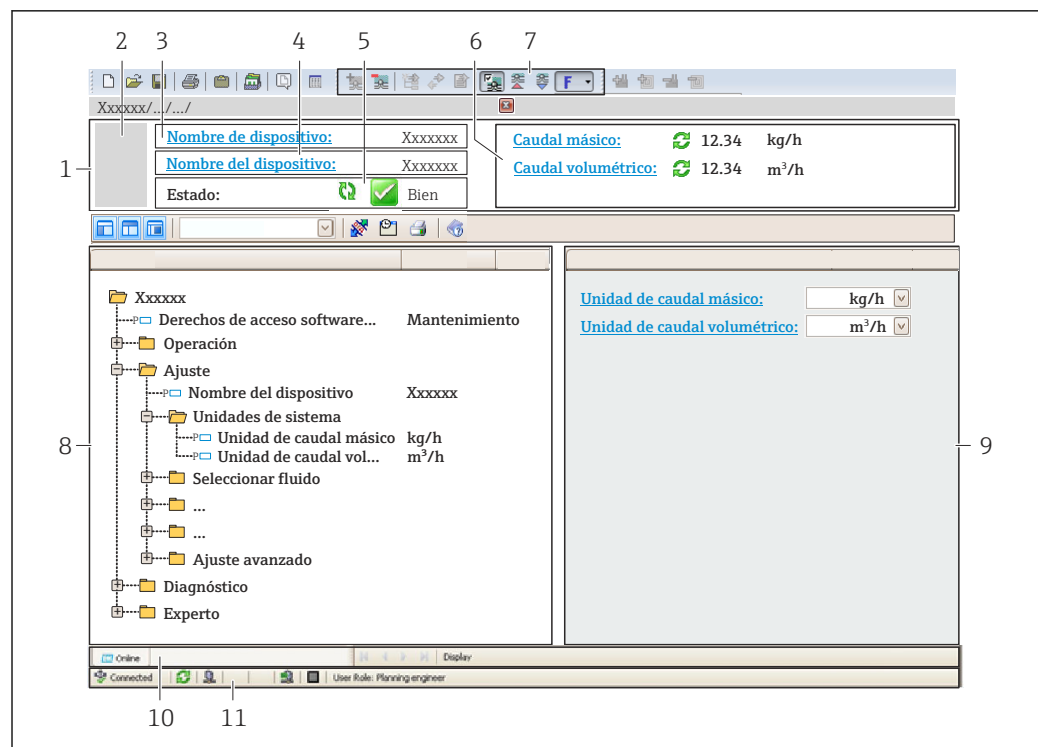 2 3 4 5 6 7
F
Xxxxxx/.../.../
1
Nombre de dispositivo: Xxxxxxx
Nombre del dispositivo: Xxxxxxx
Estado: Bien
Caudal másico: 12.34 kg/h
Caudal volumétrico: 12.34 m³/h
Xxxxxx
P Derechos de acceso software... Mantenimiento
Operación
Ajuste
P Nombre del dispositivo Xxxxxx
Unidades de sistema
P Unidad de caudal másico kg/h
P Unidad de caudal vol... m³/h
Seleccionar fluido
...
...
Ajuste avanzado
Diagnóstico
Experto
8
Unidad de caudal másico: kg/h
Unidad de caudal volumétrico: m³/h
9
Online Display
Connected User Role: Planning engineer
10 11